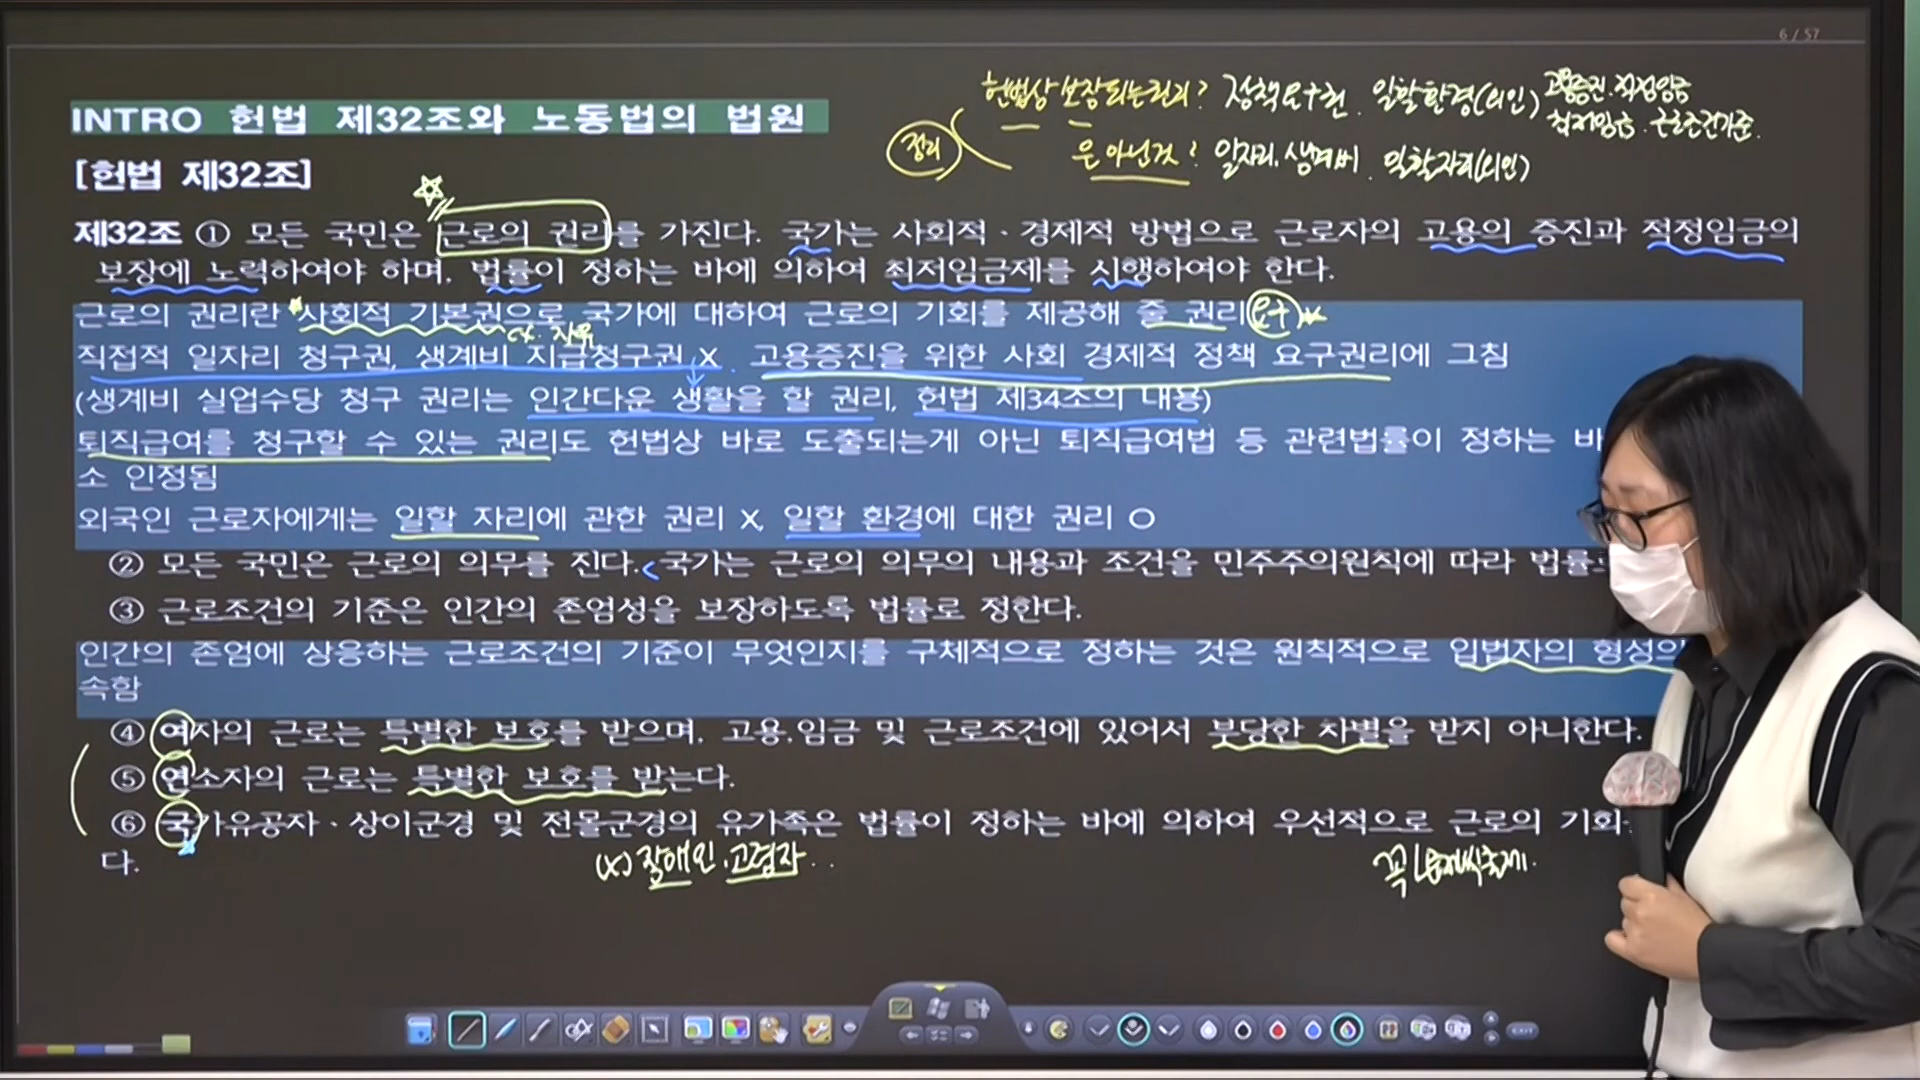 6 / 57
헌법상 보장되는 권리? 정책요구권. 일할환경(외인) 고용증진.적정임금
최저임금. 근로조건기준.
INTRO 헌법 제32조와 노동법의 법원
정리
은 아닌것? 일자리, 생계비. 일할자리(외인)
[헌법 제32조]
제32조 ① 모든 국민은 근로의 권리를 가진다. 국가는 사회적·경제적 방법으로 근로자의 고용의 증진과 적정임금의
보장에 노력하여야 하며, 법률이 정하는 바에 의하여 최저임금제를 시행하여야 한다.
근로의 권리란 사회적 기본권으로 국가에 대하여 근로의 기회를 제공해 줄 권리 요구
cf. 자유
직접적 일자리 청구권, 생계비 지급청구권 X. 고용증진을 위한 사회 경제적 정책 요구권리에 그침
(생계비 실업수당 청구 권리는 인간다운 생활을 할 권리, 헌법 제34조의 내용)
퇴직급여를 청구할 수 있는 권리도 헌법상 바로 도출되는게 아닌 퇴직급여법 등 관련법률이 정하는 바
소 인정됨
외국인 근로자에게는 일할 자리에 관한 권리 X, 일할 환경에 대한 권리 O
② 모든 국민은 근로의 의무를 진다. 국가는 근로의 의무의 내용과 조건을 민주주의원칙에 따라 법률
③ 근로조건의 기준은 인간의 존엄성을 보장하도록 법률로 정한다.
인간의 존엄에 상응하는 근로조건의 기준이 무엇인지를 구체적으로 정하는 것은 원칙적으로 입법자의 형성의
속함
④ 여자의 근로는 특별한 보호를 받으며, 고용.임금 및 근로조건에 있어서 부당한 차별을 받지 아니한다.
⑤ 연소자의 근로는 특별한 보호를 받는다.
⑥ 국가유공자·상이군경 및 전몰군경의 유가족은 법률이 정하는 바에 의하여 우선적으로 근로의 기회
다.
(X) 장애인. 고령자..
꼭
EXIT